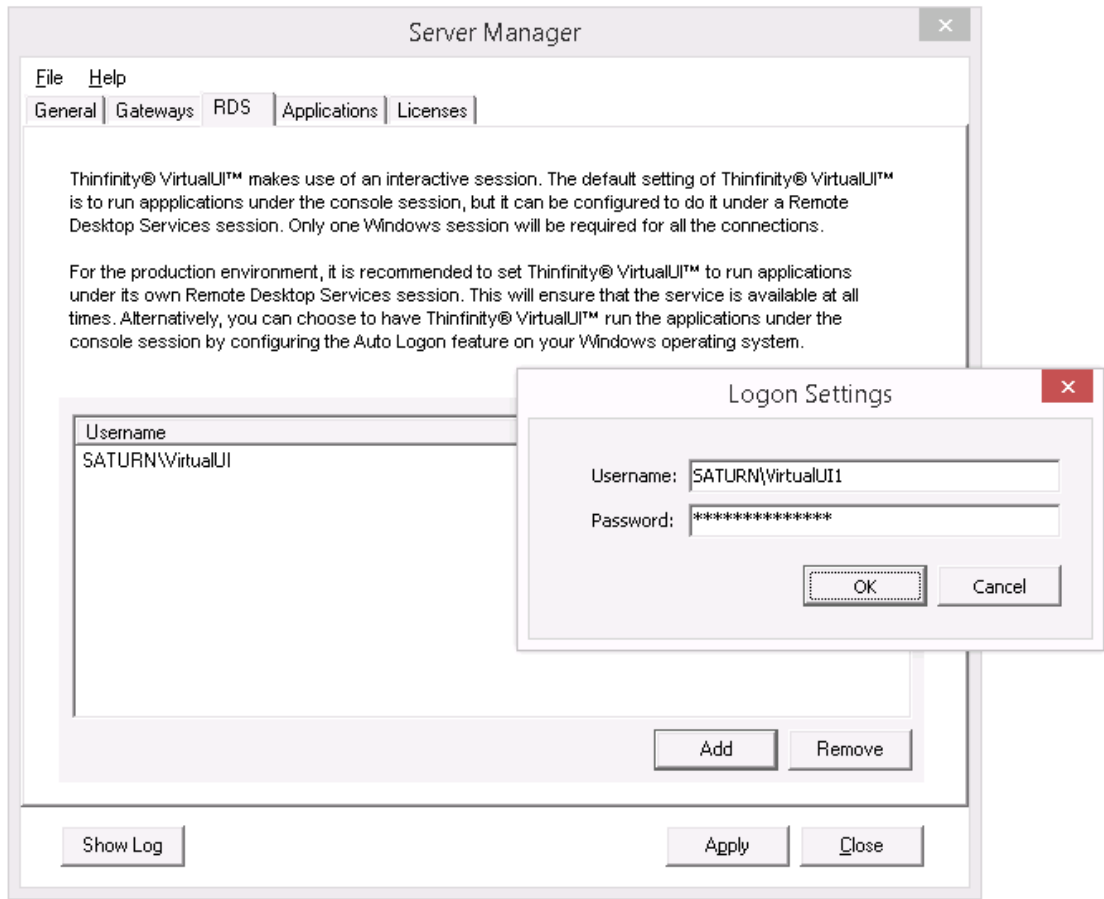 Server Manager
File Help
General Gateways RDS Applications Licenses
Thinfinity® VirtualUI™ makes use of an interactive session. The default setting of Thinfinity® VirtualUI™
is to run appplications under the console session, but it can be configured to do it under a Remote
Desktop Services session. Only one Windows session will be required for all the connections.
For the production environment, it is recommended to set Thinfinity® VirtualUI™ to run applications
under its own Remote Desktop Services session. This will ensure that the service is available at all
times. Alternatively, you can choose to have Thinfinity® VirtualUI™ run the applications under the
console session by configuring the Auto Logon feature on your Windows operating system.
Username
SATURN\VirtualUI
Logon Settings
Username: SATURN\VirtualUI1
Password: **************
OK Cancel
Add Remove
Show Log Apply Close